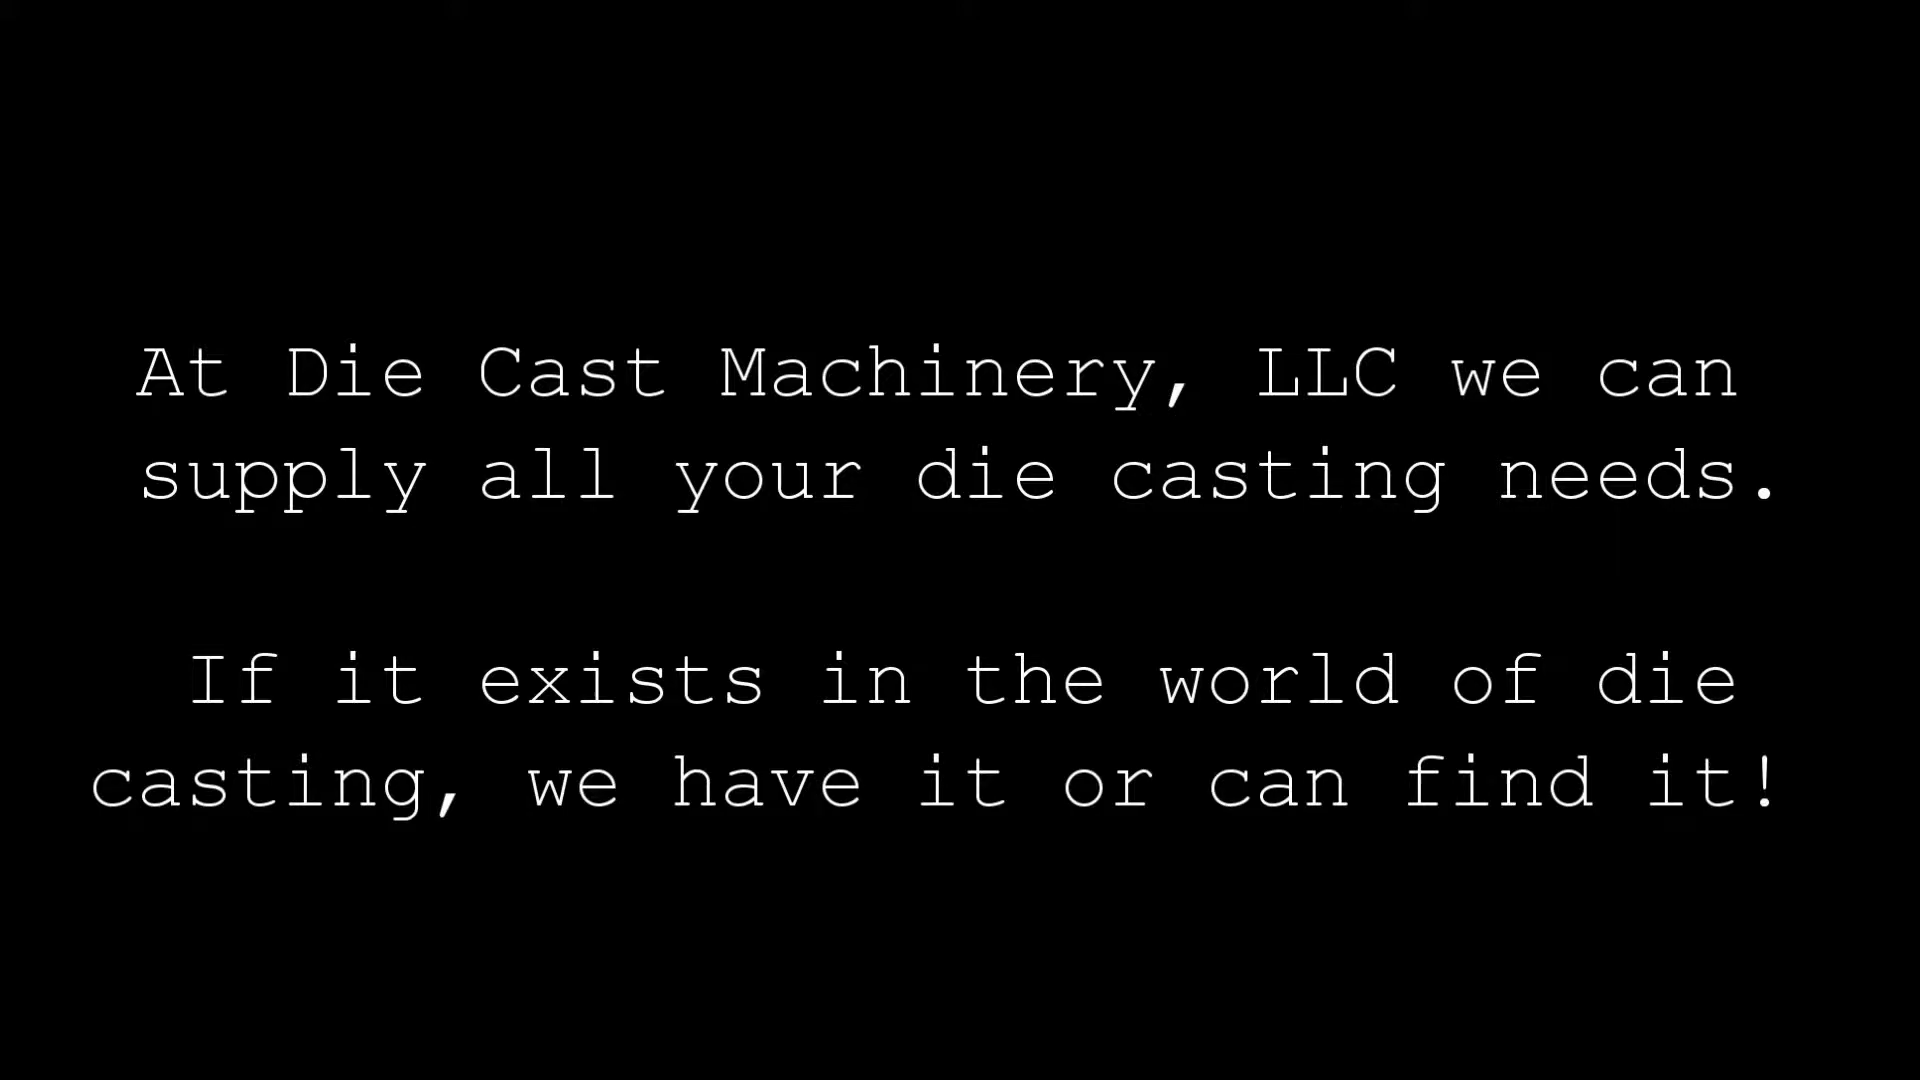 At Die Cast Machinery, LLC we can
supply all your die casting needs.
If it exists in the world of die
casting, we have it or can find it!